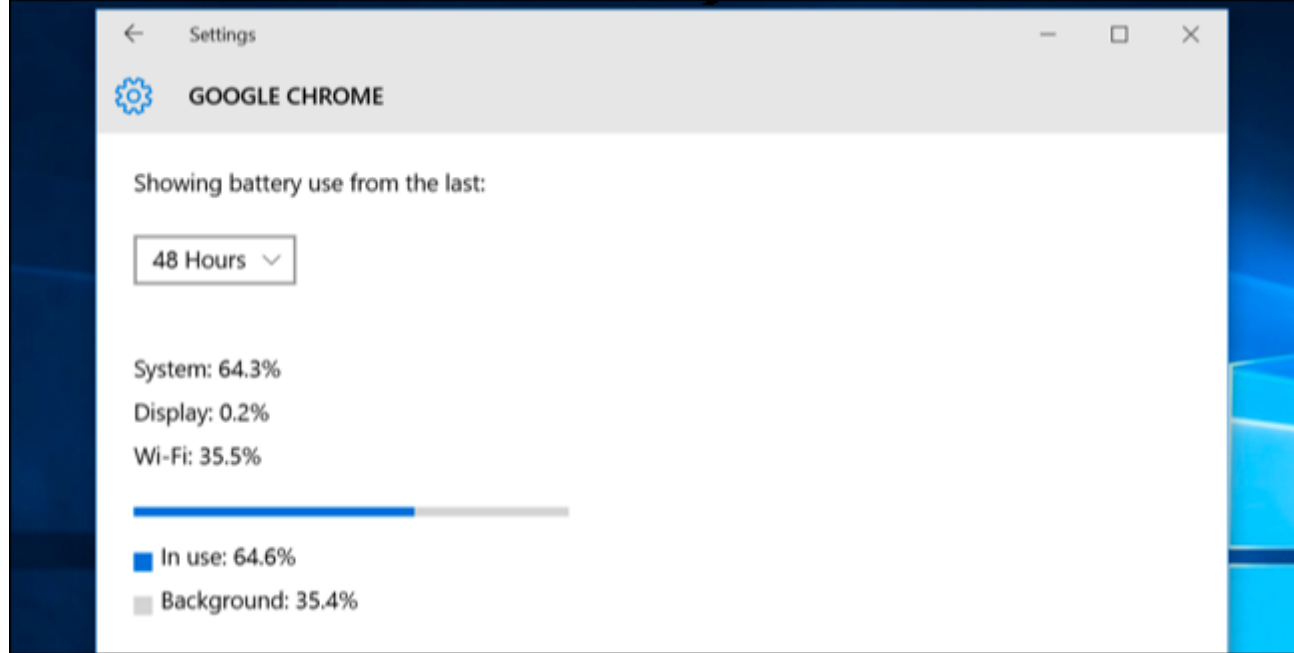 Settings
GOOGLE CHROME
Showing battery use from the last:
48 Hours
System: 64.3%
Display: 0.2%
Wi-Fi: 35.5%
In use: 64.6%
Background: 35.4%